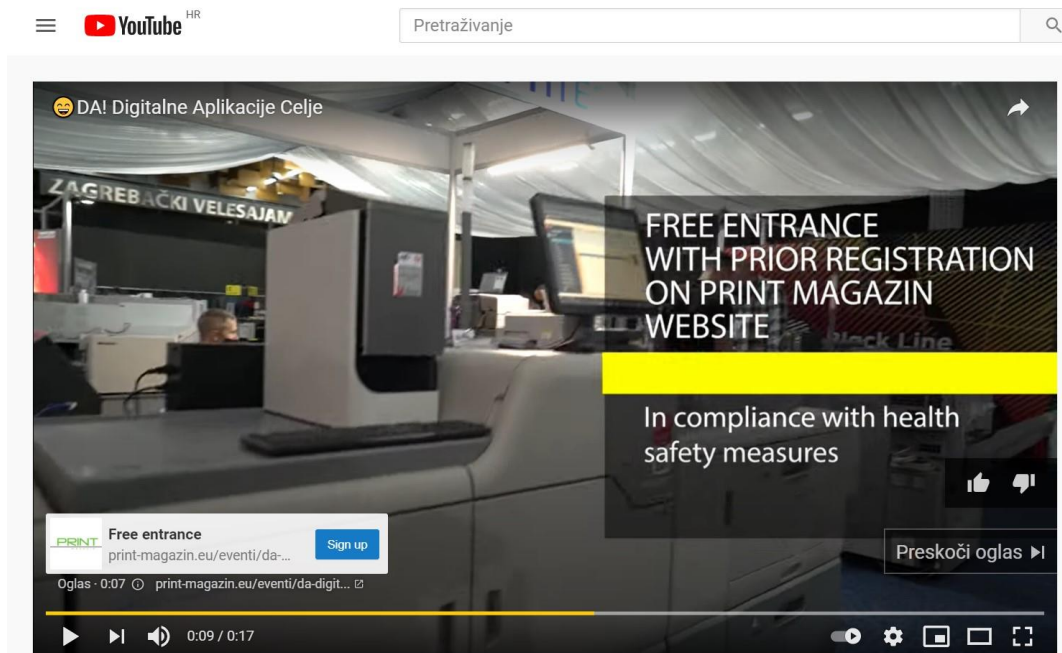 YouTube HR
Pretraživanje
DA! Digitalne Aplikacije Celje
ZAGREBAČKI VELESAJAM
FREE ENTRANCE
WITH PRIOR REGISTRATION
ON PRINT MAGAZIN
WEBSITE
Black Line
In compliance with health
safety measures
PRINT
Free entrance
print-magazin.eu/eventi/da-...
Sign up
Preskoči oglas
Oglas · 0:07 print-magazin.eu/eventi/da-digit...
0:09 / 0:17